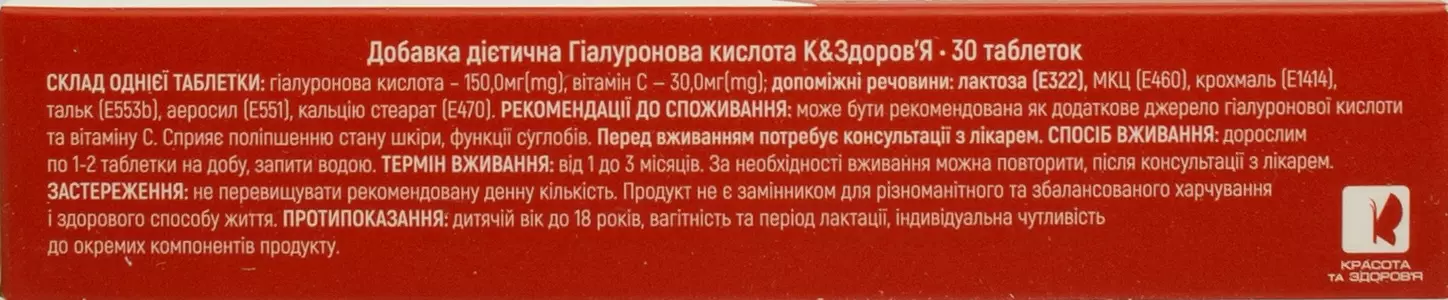 Добавка дієтична Гіалуронова кислота К&Здоров'Я • 30 таблеток
СКЛАД ОДНІЄЇ ТАБЛЕТКИ: гіалуронова кислота – 150,0мг(mg); вітамін С – 30,0мг(mg); допоміжні речовини: лактоза (Е322), МКЦ (Е460), крохмаль (Е1414),
тальк (Е553b), аеросил (Е551), кальцію стеарат (Е470). РЕКОМЕНДАЦІЇ ДО СПОЖИВАННЯ: може бути рекомендована як додаткове джерело гіалуронової кислоти
та вітаміну С. Сприяє поліпшенню стану шкіри, функції суглобів. Перед вживанням потребує консультації з лікарем. СПОСІБ ВЖИВАННЯ: дорослим
по 1-2 таблетки на добу, запити водою. ТЕРМІН ВЖИВАННЯ: від 1 до 3 місяців. За необхідності вживання можна повторити, після консультації з лікарем.
ЗАСТЕРЕЖЕННЯ: не перевищувати рекомендовану денну кількість. Продукт не є замінником для різноманітного та збалансованого харчування
і здорового способу життя. ПРОТИПОКАЗАННЯ: дитячій вік до 18 років, вагітність та період лактації, індивідуальна чутливість
до окремих компонентів продукту.
КРАСОТА
ТА ЗДОРОВ'Я